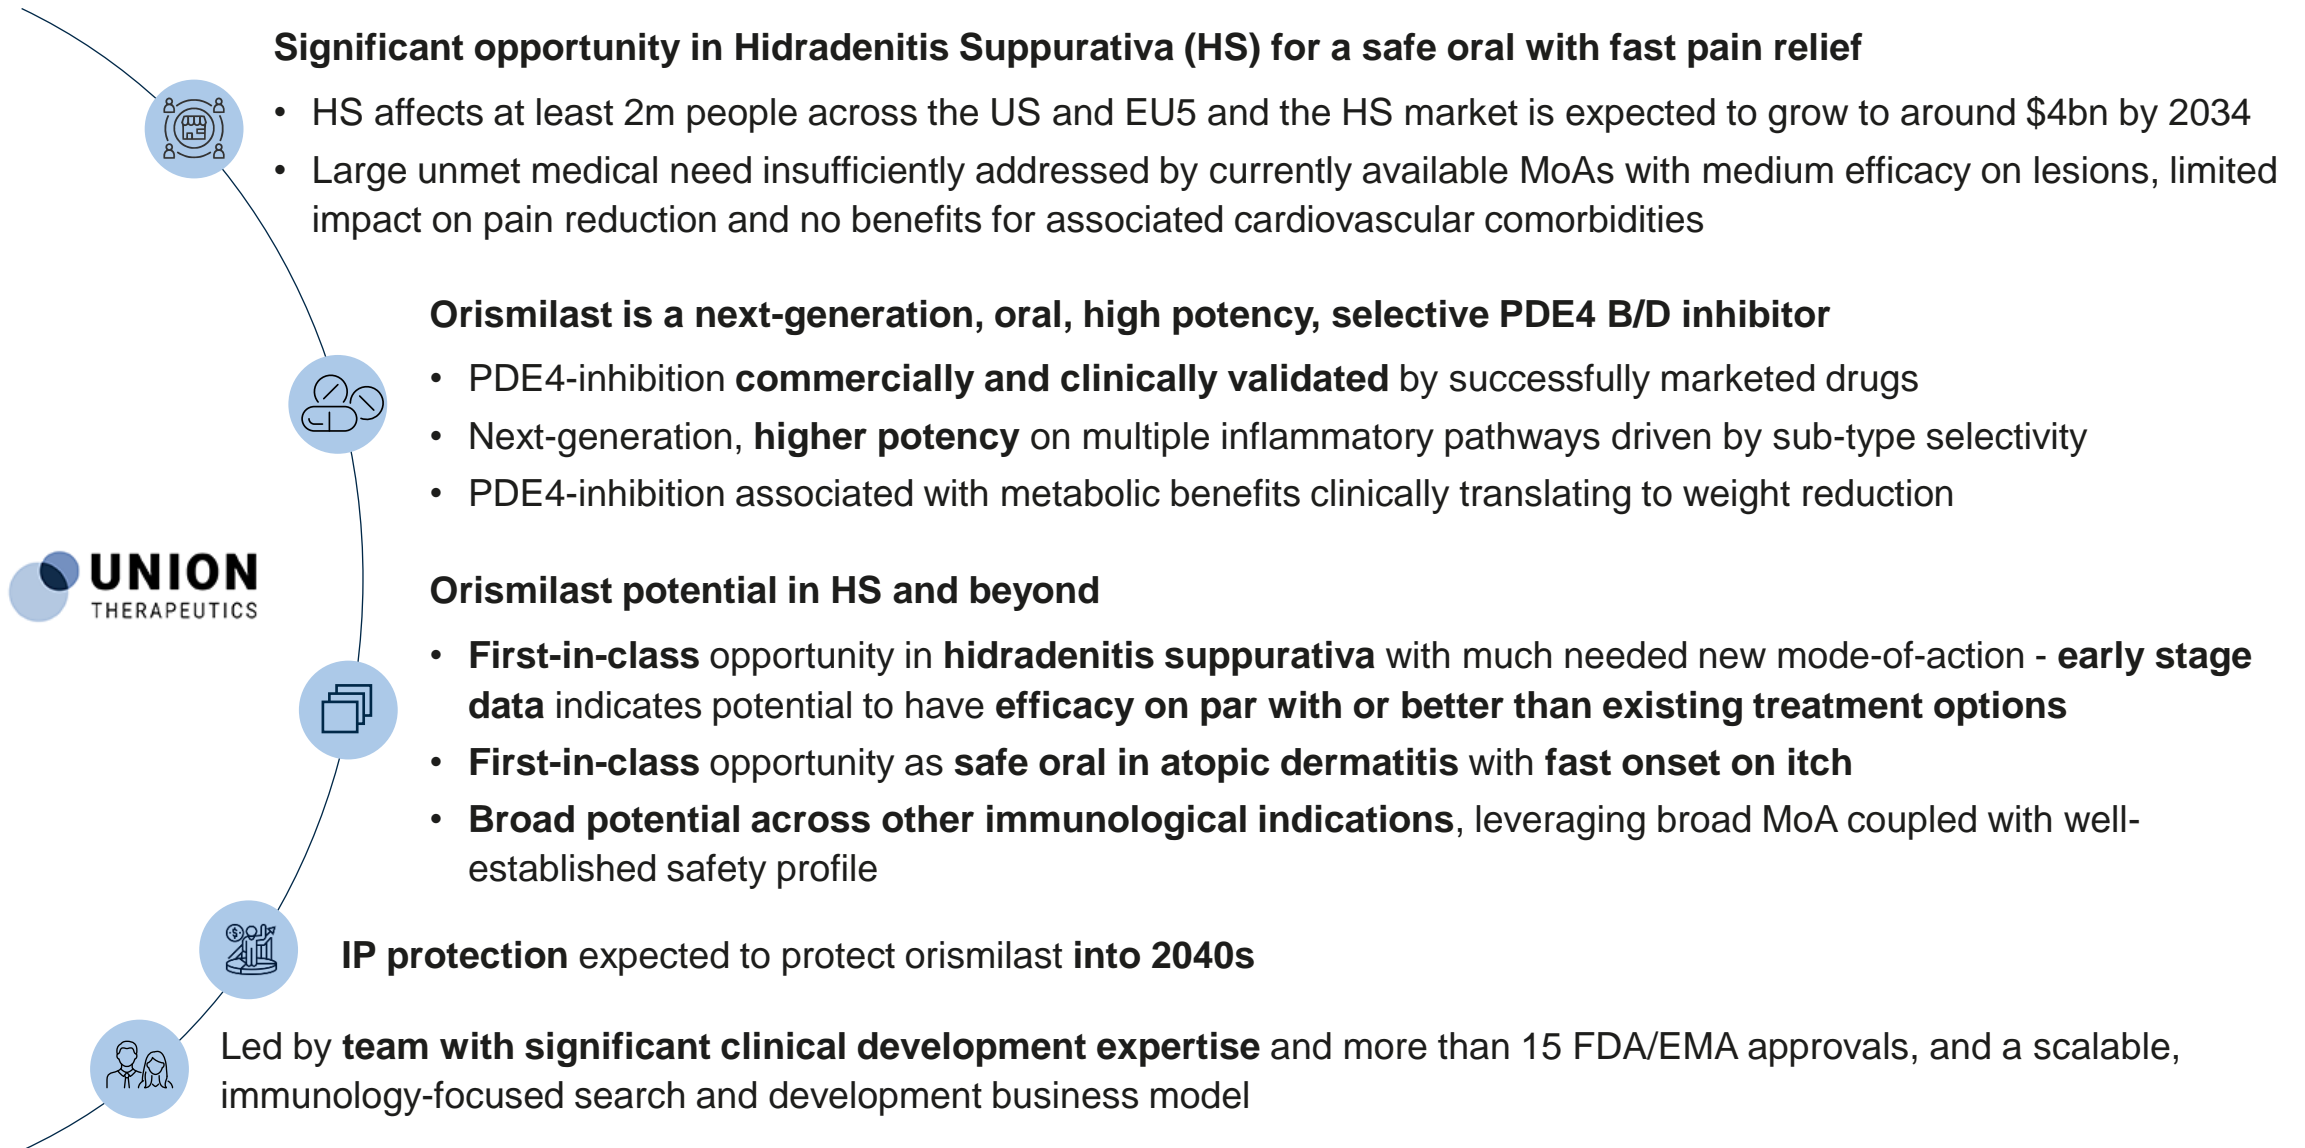 Significant opportunity in Hidradenitis Suppurativa (HS) for a safe oral with fast pain relief
• HS affects at least 2m people across the US and EU5 and the HS market is expected to grow to around $4bn by 2034
• Large unmet medical need insufficiently addressed by currently available MoAs with medium efficacy on lesions, limited
impact on pain reduction and no benefits for associated cardiovascular comorbidities
Orismilast is a next-generation, oral, high potency, selective PDE4 B/D inhibitor
• PDE4-inhibition commercially and clinically validated by successfully marketed drugs
• Next-generation, higher potency on multiple inflammatory pathways driven by sub-type selectivity
• PDE4-inhibition associated with metabolic benefits clinically translating to weight reduction
UNION
THERAPEUTICS
Orismilast potential in HS and beyond
• First-in-class opportunity in hidradenitis suppurativa with much needed new mode-of-action - early stage
data indicates potential to have efficacy on par with or better than existing treatment options
• First-in-class opportunity as safe oral in atopic dermatitis with fast onset on itch
• Broad potential across other immunological indications, leveraging broad MoA coupled with well-
established safety profile
IP protection expected to protect orismilast into 2040s
Led by team with significant clinical development expertise and more than 15 FDA/EMA approvals, and a scalable,
immunology-focused search and development business model